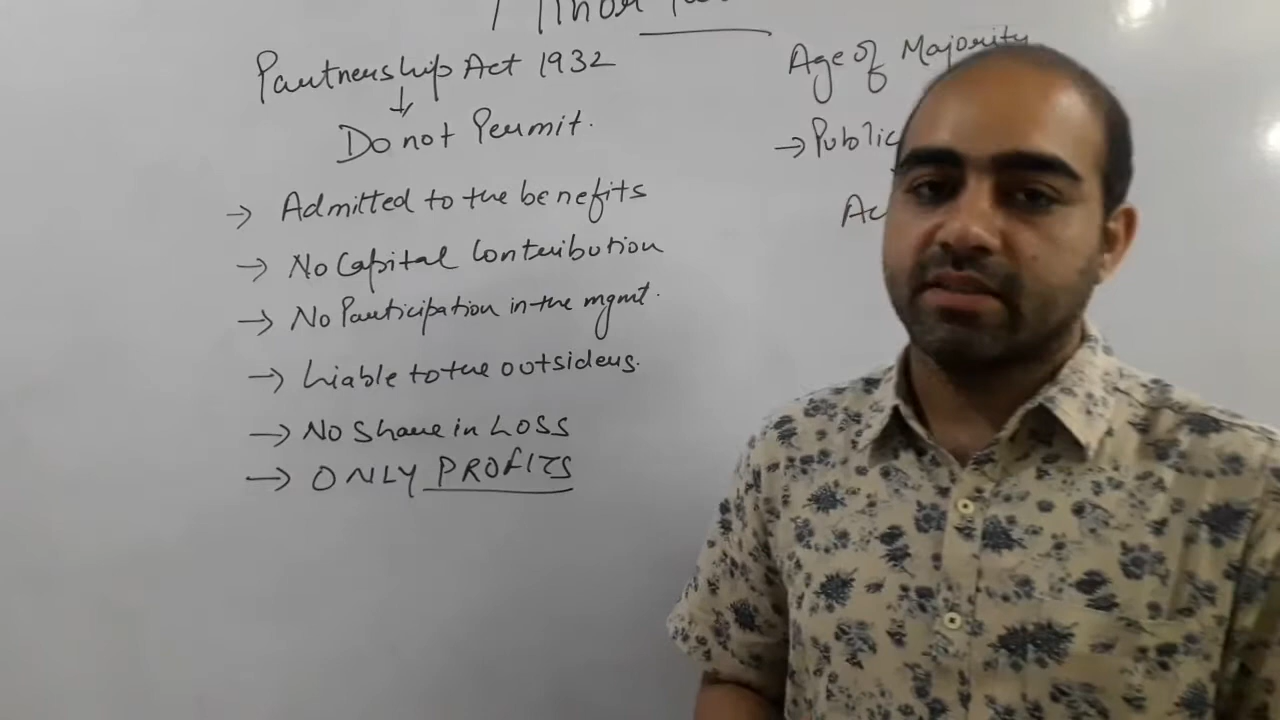 Minor
Partnership Act 1932
↓
Do not Permit.
→ Admitted to the benefits
→ No Capital Contribution
→ No Participation in the mgmt.
→ Liable to the outsiders.
→ No Share in LOSS
→ ONLY PROFITS
Age of Majority
→ Public